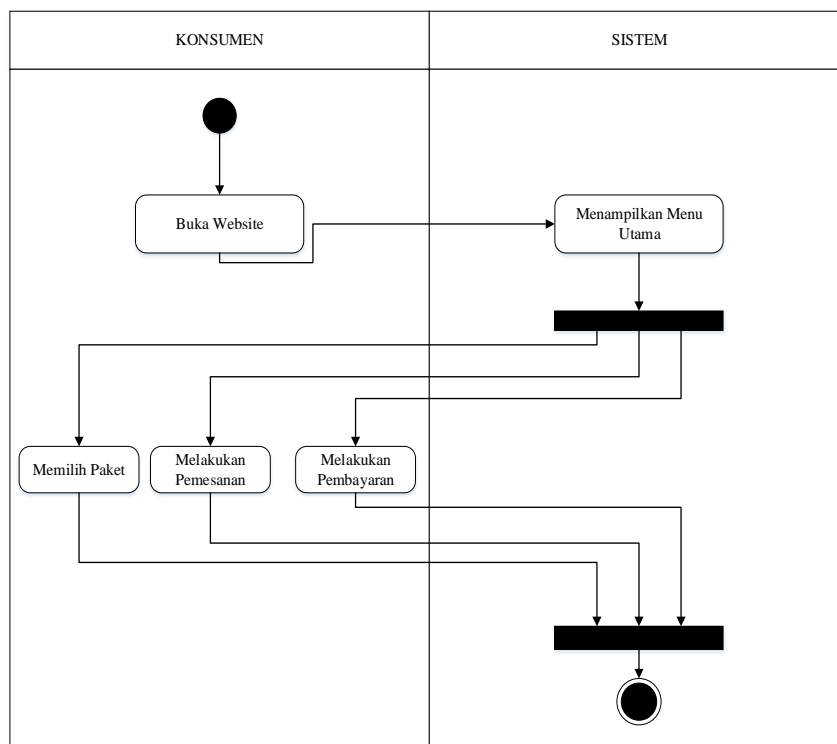 KONSUMEN
SISTEM
Buka Website
Menampilkan Menu
Utama
Memilih Paket
Melakukan
Pemesanan
Melakukan
Pembayaran